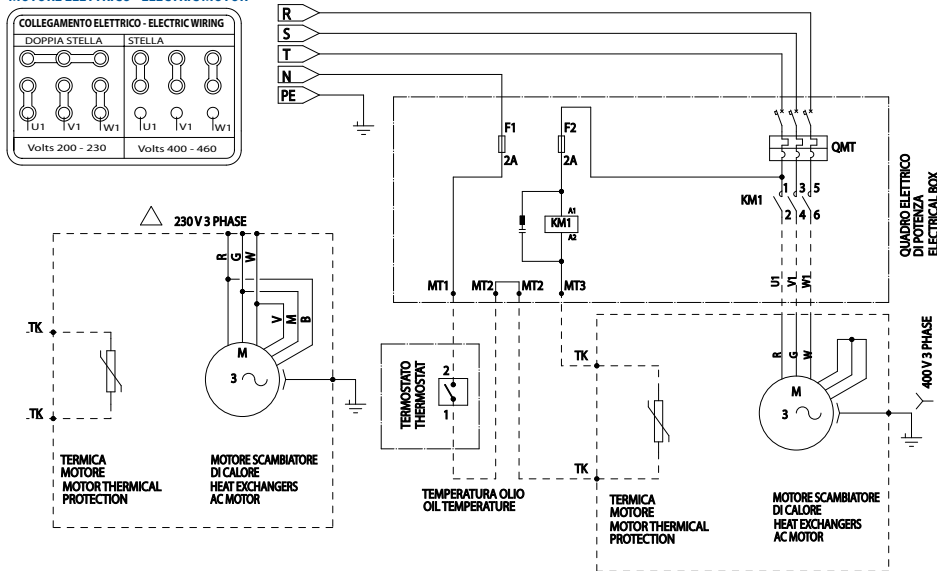 MOTORE ELETTRICO - ELECTRIC MOTOR
COLLEGAMENTO ELETTRICO - ELECTRIC WIRING
DOPPIA STELLA
STELLA
U1
V1
W1
U1
V1
W1
Volts 200 - 230
Volts 400 - 460
R
S
T
N
PE
F1
2A
F2
2A
QMT
KM1
1 3 5
2 4 6
A1
KM1
A2
MT1
MT2
MT2
MT3
U1
V1
W1
QUADRO ELETTRICO
DI POTENZA
ELECTRICAL BOX
230 V 3 PHASE
R
G
W
V
M
B
TK
TK
M
3
TERMICA
MOTORE
MOTOR THERMICAL
PROTECTION
MOTORE SCAMBIATORE
DI CALORE
HEAT EXCHANGERS
AC MOTOR
TERMOSTATO
THERMOSTAT
2
1
TEMPERATURA OLIO
OIL TEMPERATURE
TK
TK
R
G
W
M
3
400 V 3 PHASE
TERMICA
MOTORE
MOTOR THERMICAL
PROTECTION
MOTORE SCAMBIATORE
DI CALORE
HEAT EXCHANGERS
AC MOTOR